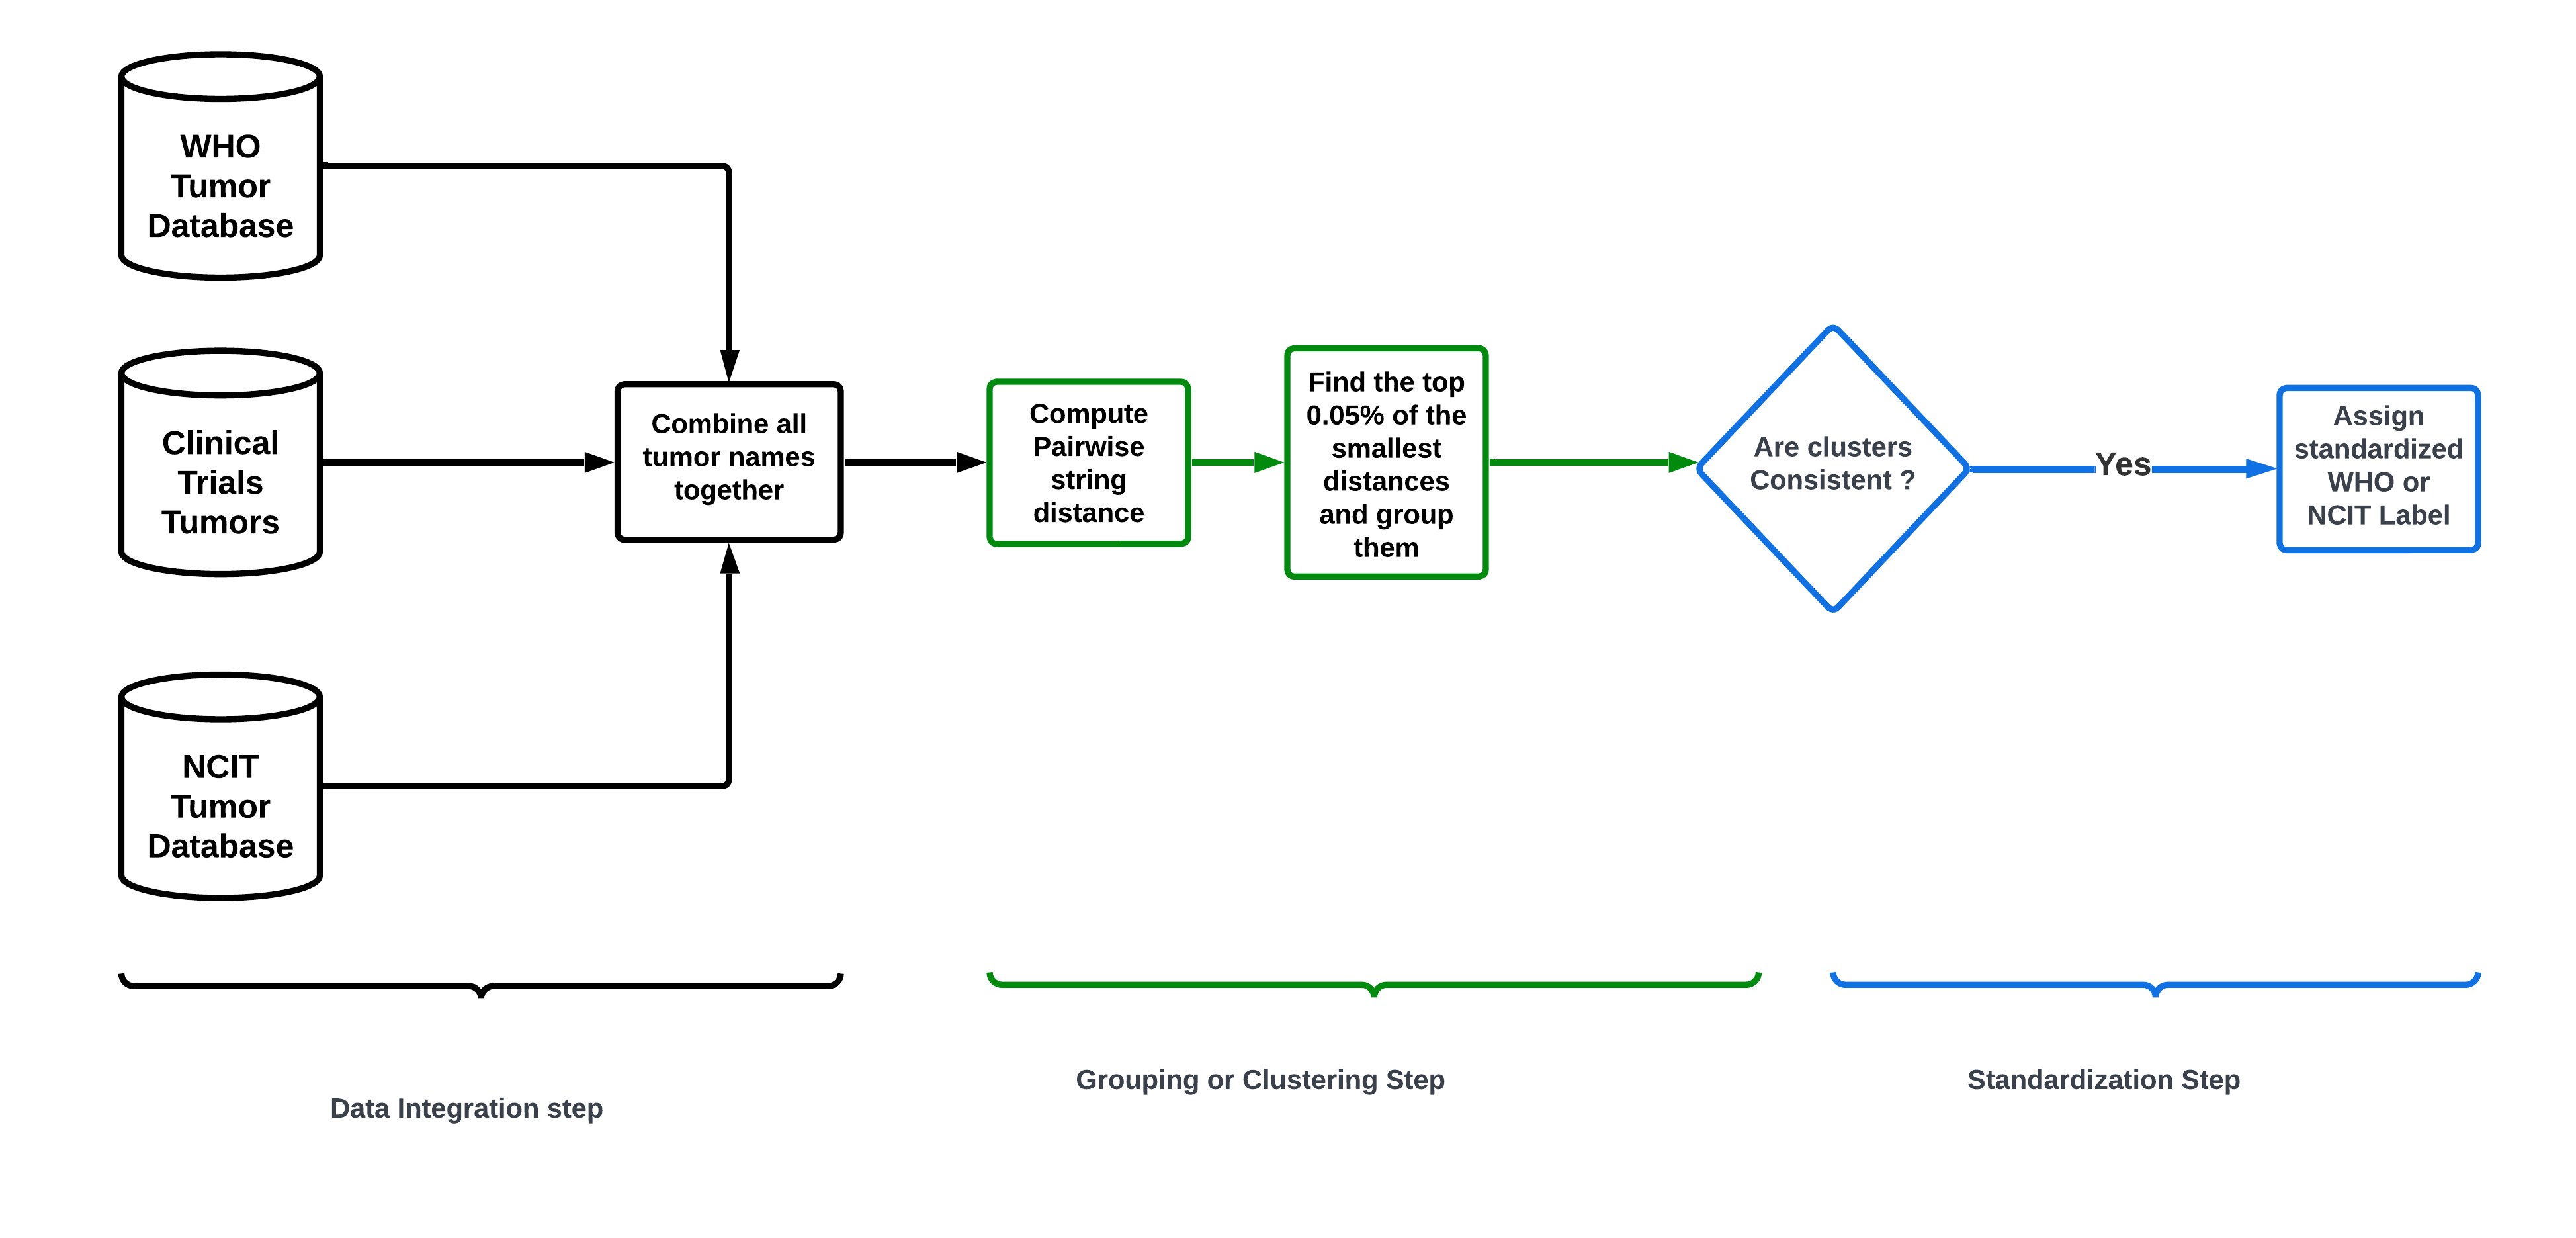 WHO
Tumor
Database
Clinical
Trials
Tumors
NCIT
Tumor
Database
Combine all
tumor names
together
Compute
Pairwise
string
distance
Find the top
0.05% of the
smallest
distances
and group
them
Are clusters
Consistent ?
Yes
Assign
standardized
WHO or
NCIT Label
Data Integration step
Grouping or Clustering Step
Standardization Step